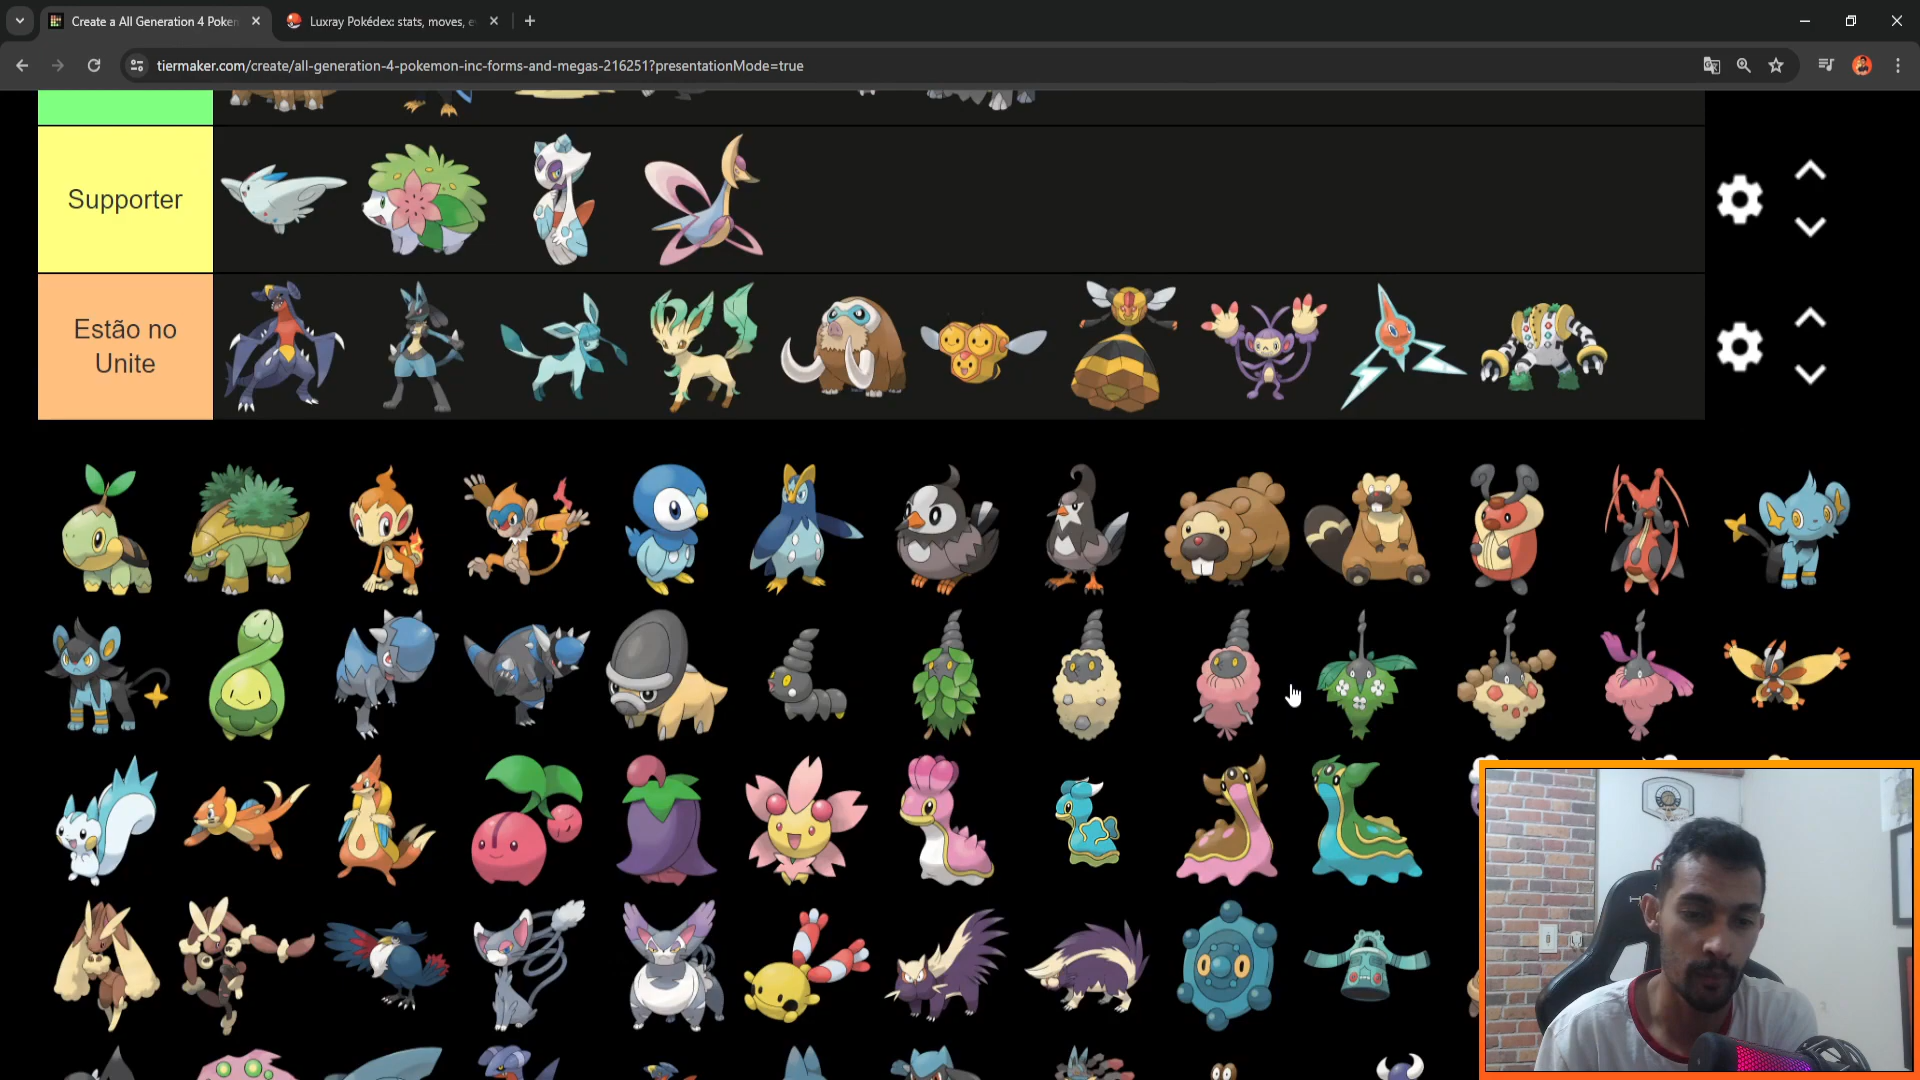 Create a All Generation 4 Poken
Luxray Pokédex: stats, moves, e
tiermaker.com/create/all-generation-4-pokemon-inc-forms-and-megas-216251?presentationMode=true
Supporter
Estão no
Unite